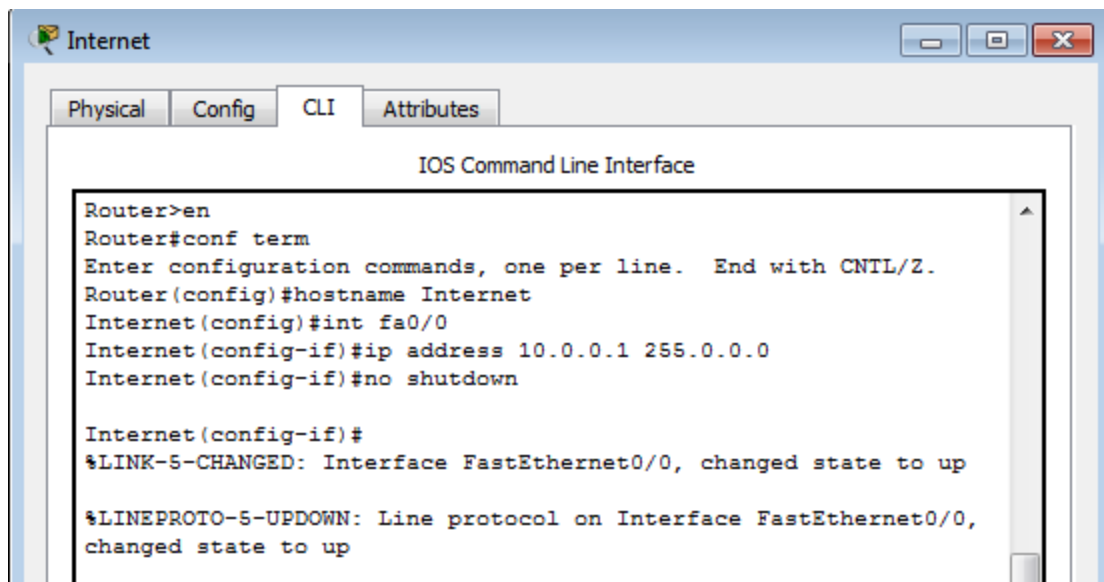 Internet
Physical Config CLI Attributes
IOS Command Line Interface
Router>en
Router#conf term
Enter configuration commands, one per line.  End with CNTL/Z.
Router(config)#hostname Internet
Internet(config)#int fa0/0
Internet(config-if)#ip address 10.0.0.1 255.0.0.0
Internet(config-if)#no shutdown
Internet(config-if)#
%LINK-5-CHANGED: Interface FastEthernet0/0, changed state to up
%LINEPROTO-5-UPDOWN: Line protocol on Interface FastEthernet0/0,
changed state to up